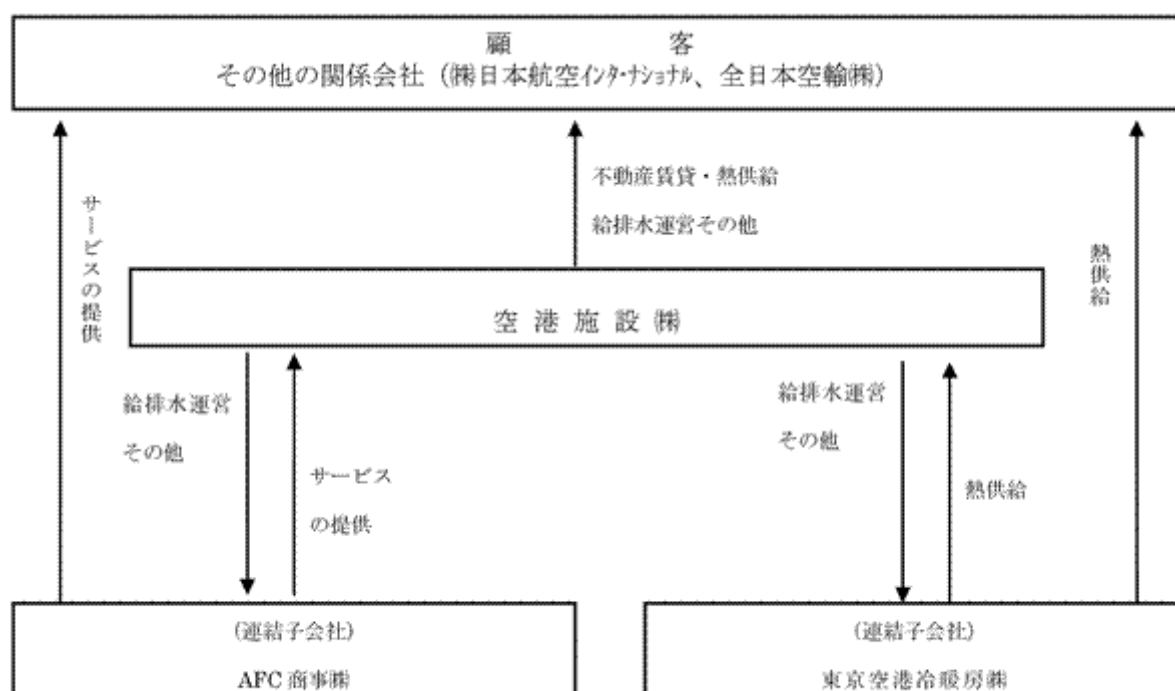 顧客
その他の関係会社(㈱日本航空ｲﾝﾀｰﾅｼｮﾅﾙ、全日本空輸㈱)
サービスの提供
不動産賃貸・熱供給
給排水運営その他
熱供給
空港施設㈱
給排水運営
その他
サービス
の提供
給排水運営
その他
熱供給
(連結子会社)
AFC 商事㈱
(連結子会社)
東京空港冷暖房㈱